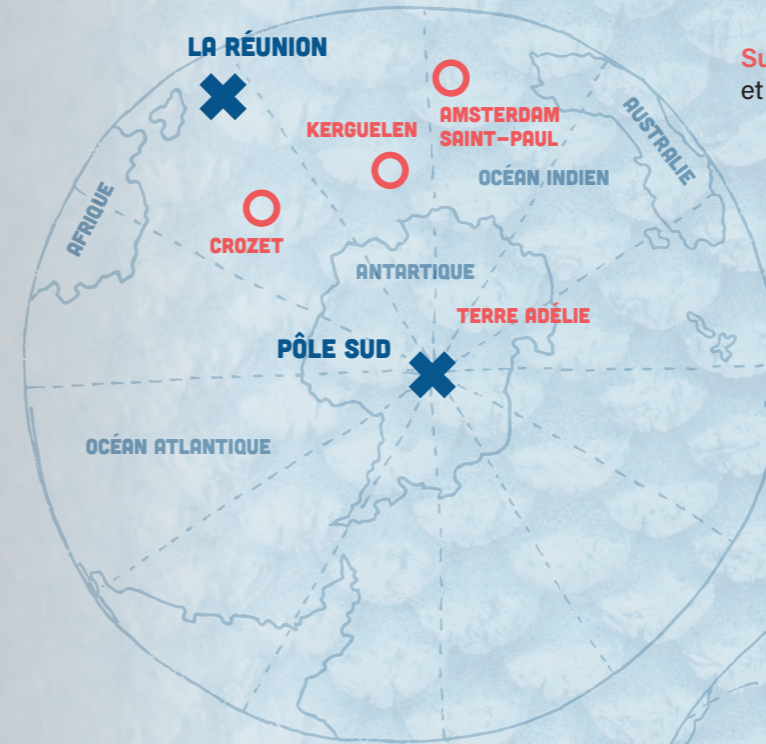 LA RÉUNION
Su
et
AMSTERDAM
SAINT-PAUL
KERGUELEN
AUSTRALIE
OCÉAN INDIEN
AFRIQUE
CROZET
ANTARTIQUE
TERRE ADÉLIE
PÔLE SUD
OCÉAN ATLANTIQUE